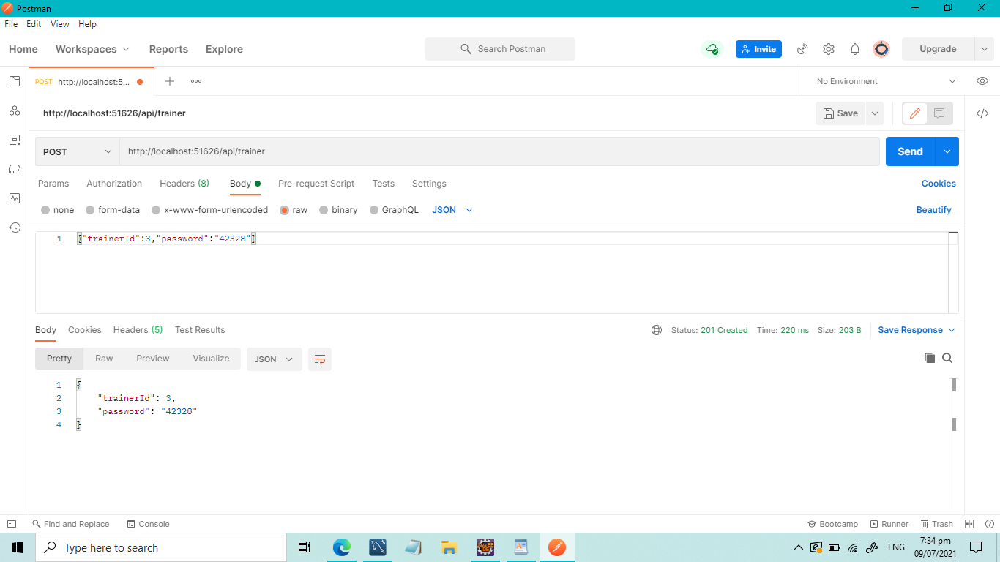 Postman
File Edit View Help
Home Workspaces Reports Explore Search Postman Invite Upgrade
POST http://localhost:5... No Environment
http://localhost:51626/api/trainer Save
POST http://localhost:51626/api/trainer Send
Params Authorization Headers (8) Body Pre-request Script Tests Settings Cookies
none form-data x-www-form-urlencoded raw binary GraphQL JSON Beautify
1 {"trainerId":3,"password":"42328"}
Body Cookies Headers (5) Test Results Status: 201 Created Time: 220 ms Size: 203 B Save Response
Pretty Raw Preview Visualize JSON
1 {
2 "trainerId": 3,
3 "password": "42328"
4 }
Find and Replace Console Bootcamp Runner Trash
Type here to search ENG 7:34 pm
09/07/2021